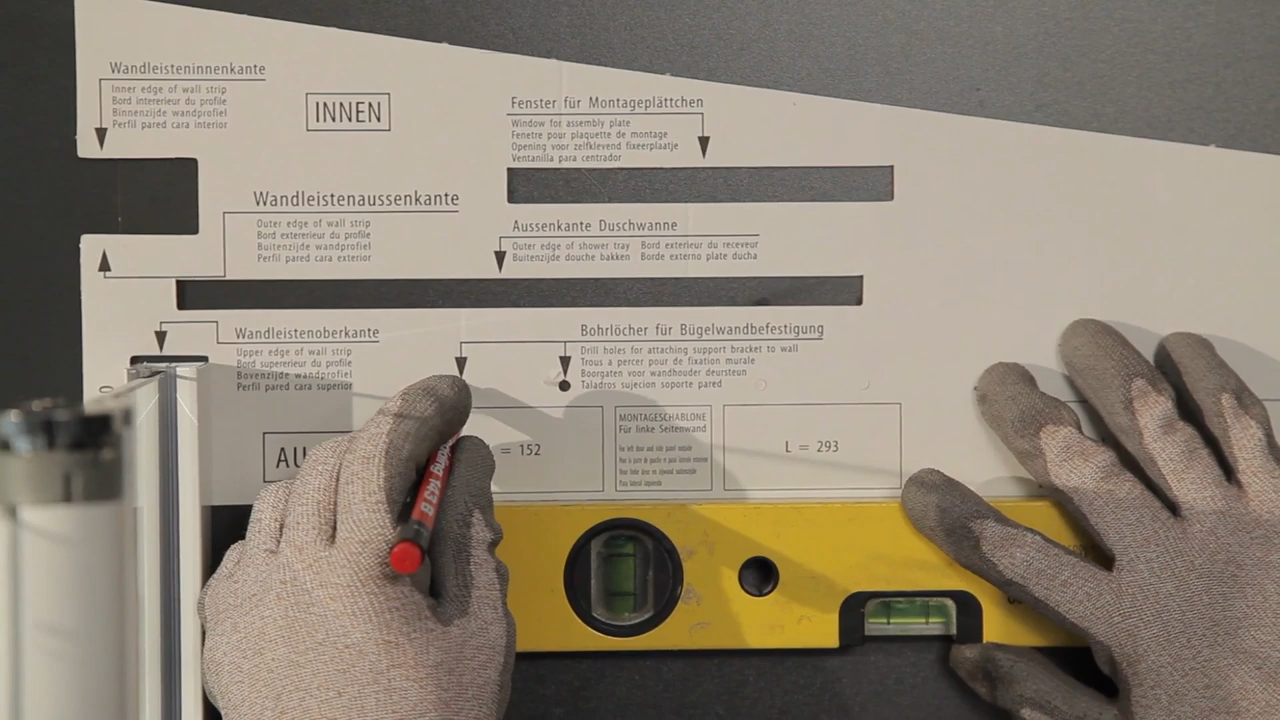 Wandleisteninnenkante
Inner edge of wall strip
Bord intererieur du profile
Binnenzijde wandprofiel
Perfil pared cara interior
INNEN
Fenster für Montageplättchen
Window for assembly plate
Fenetre pour plaquette de montage
Opening voor zelfklevend fixeerplaatje
Ventanilla para centrador
Wandleistenaussenkante
Outer edge of wall strip
Bord extererieur du profile
Buitenzijde wandprofiel
Perfil pared cara exterior
Aussenkante Duschwanne
Outer edge of shower tray Bord exterieur du receveur
Buitenzijde douche bakken Borde externo plate ducha
Wandleistenoberkante
Upper edge of wall strip
Bord supererieur du profile
Bovenzijde wandprofiel
Perfil pared cara superior
Bohrlöcher für Bügelwandbefestigung
Drill holes for attaching support bracket to wall
Trous a percer pour de fixation murale
Boorgaten voor wandhouder deursteun
Taladros sujecion soporte pared
AU
= 152
MONTAGESCHABLONE
Für linke Seitenwand
L = 293
edding 143 B